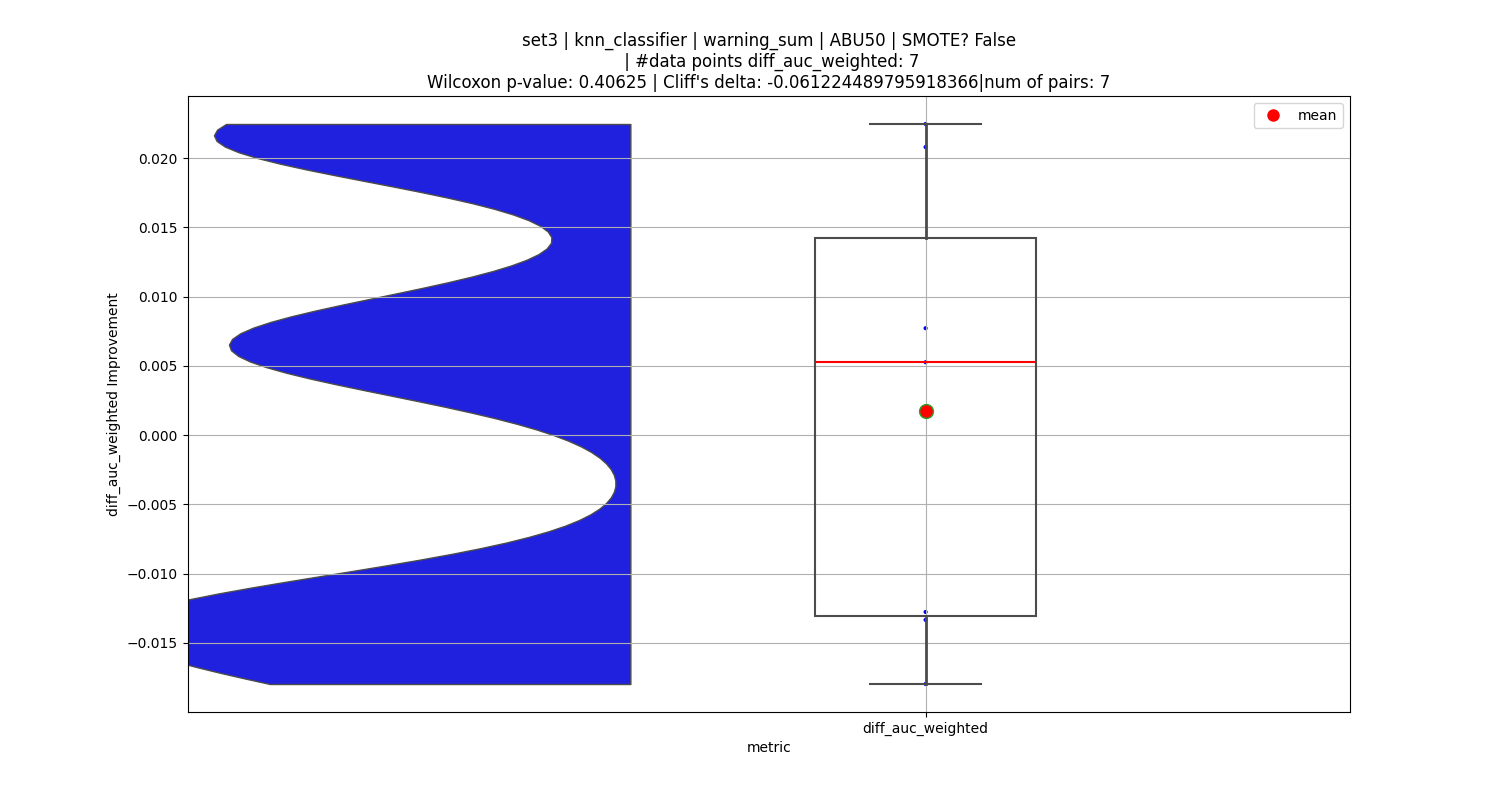 set3 | knn_classifier | warning_sum | ABU50 | SMOTE? False
| #data points diff_auc_weighted: 7
Wilcoxon p-value: 0.40625 | Cliff's delta: -0.061224489795918366|num of pairs: 7
mean
0.020
0.015
0.010
0.005
0.000
−0.005
−0.010
−0.015
diff_auc_weighted Improvement
diff_auc_weighted
metric